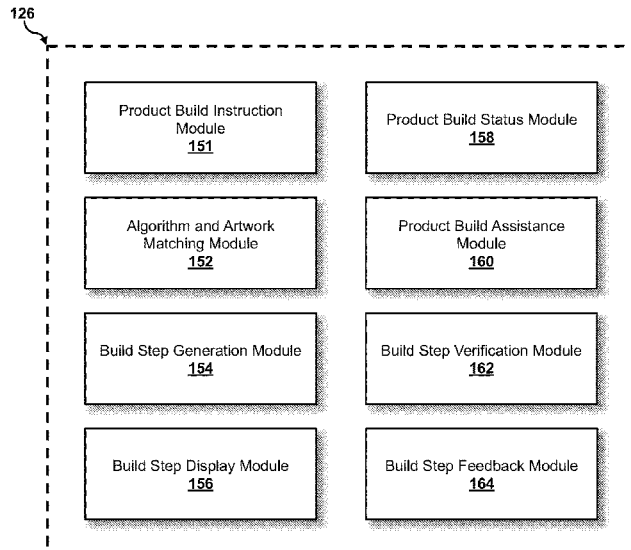 126
Product Build Instruction
Module
151
Product Build Status Module
158
Algorithm and Artwork
Matching Module
152
Product Build Assistance
Module
160
Build Step Generation Module
154
Build Step Verification Module
162
Build Step Display Module
156
Build Step Feedback Module
164